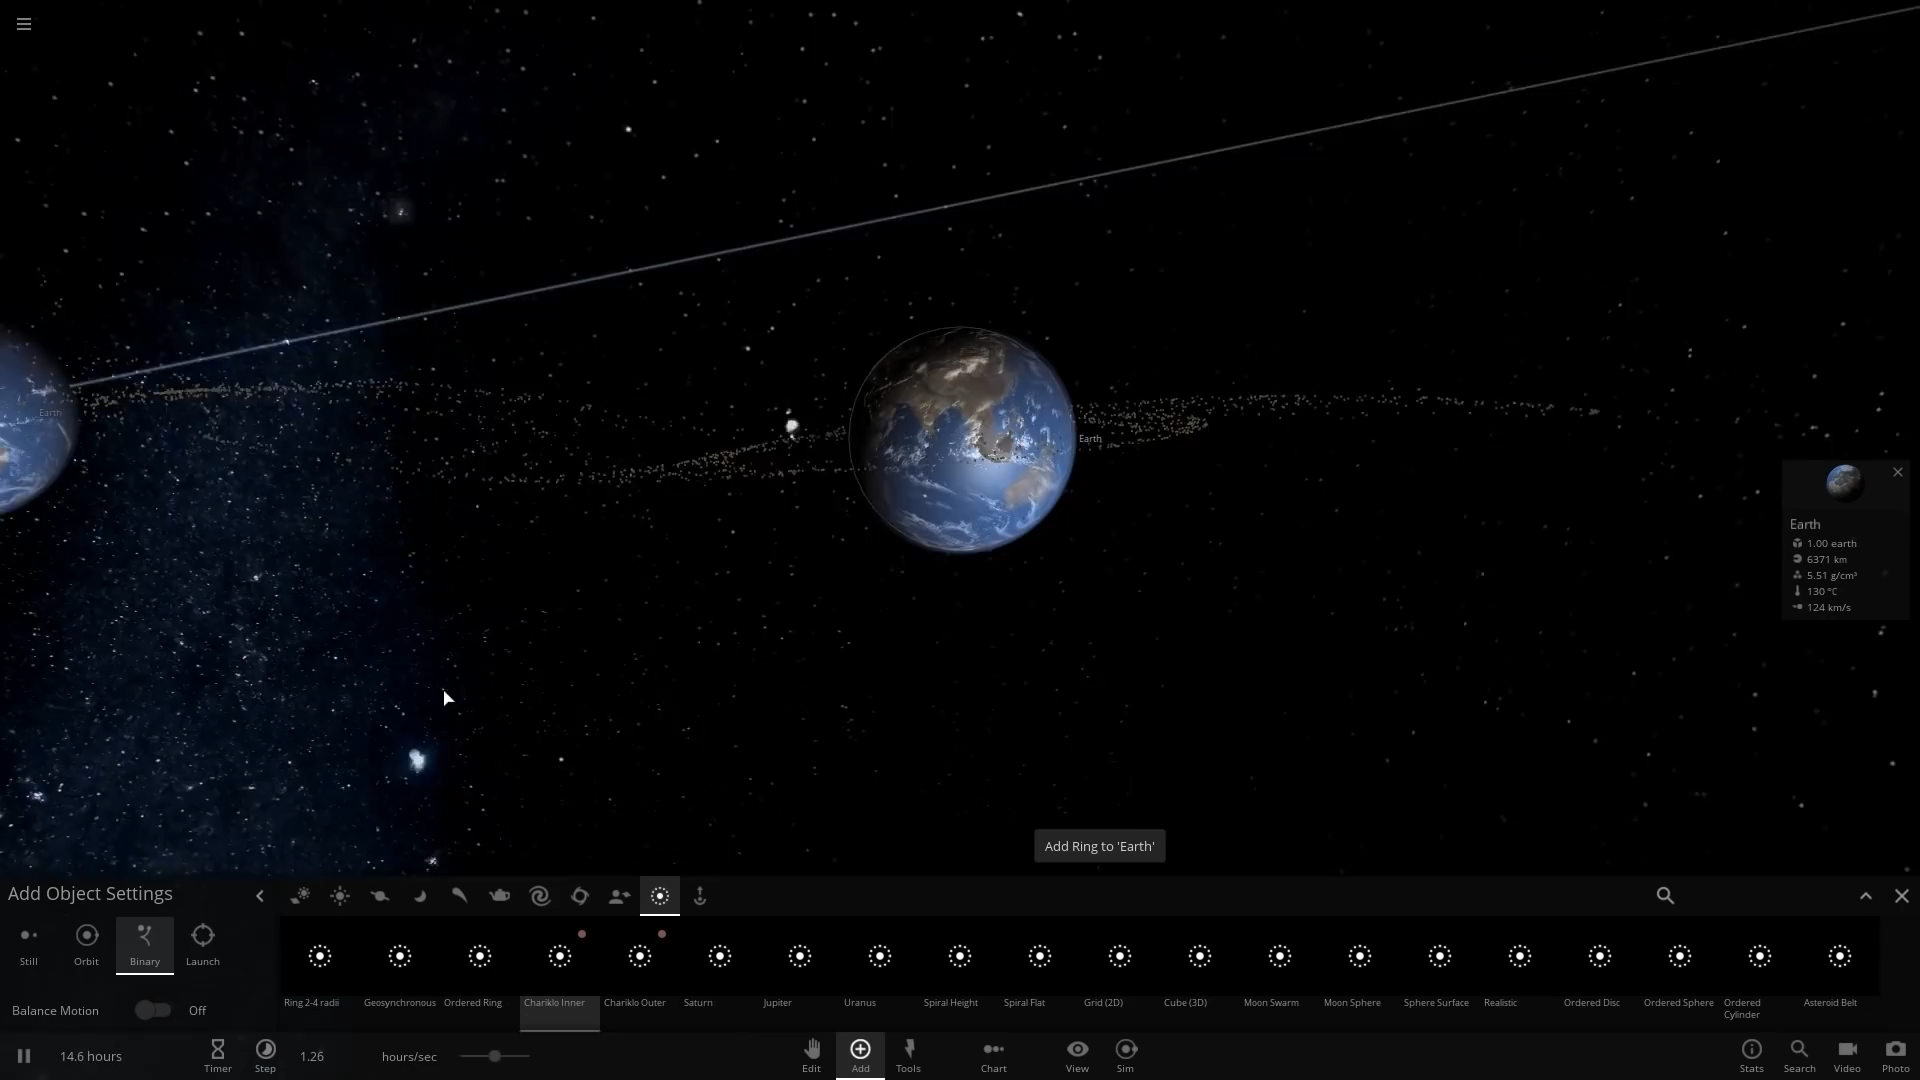 Earth
Earth
Earth
1.00 earth
6371 km
5.51 g/cm³
130 °C
124 km/s
Add Ring to 'Earth'
Add Object Settings
Still
Orbit
Binary
Launch
Balance Motion
Off
Ring 2-4 radii
Geosynchronous
Ordered Ring
Chariklo Inner
Chariklo Outer
Saturn
Jupiter
Uranus
Spiral Height
Spiral Flat
Grid (2D)
Cube (3D)
Moon Swarm
Moon Sphere
Sphere Surface
Realistic
Ordered Disc
Ordered Sphere
Ordered
Cylinder
Asteroid Belt
14.6 hours
Timer
Step
1.26
hours/sec
Edit
Add
Tools
Chart
View
Sim
Stats
Search
Video
Photo